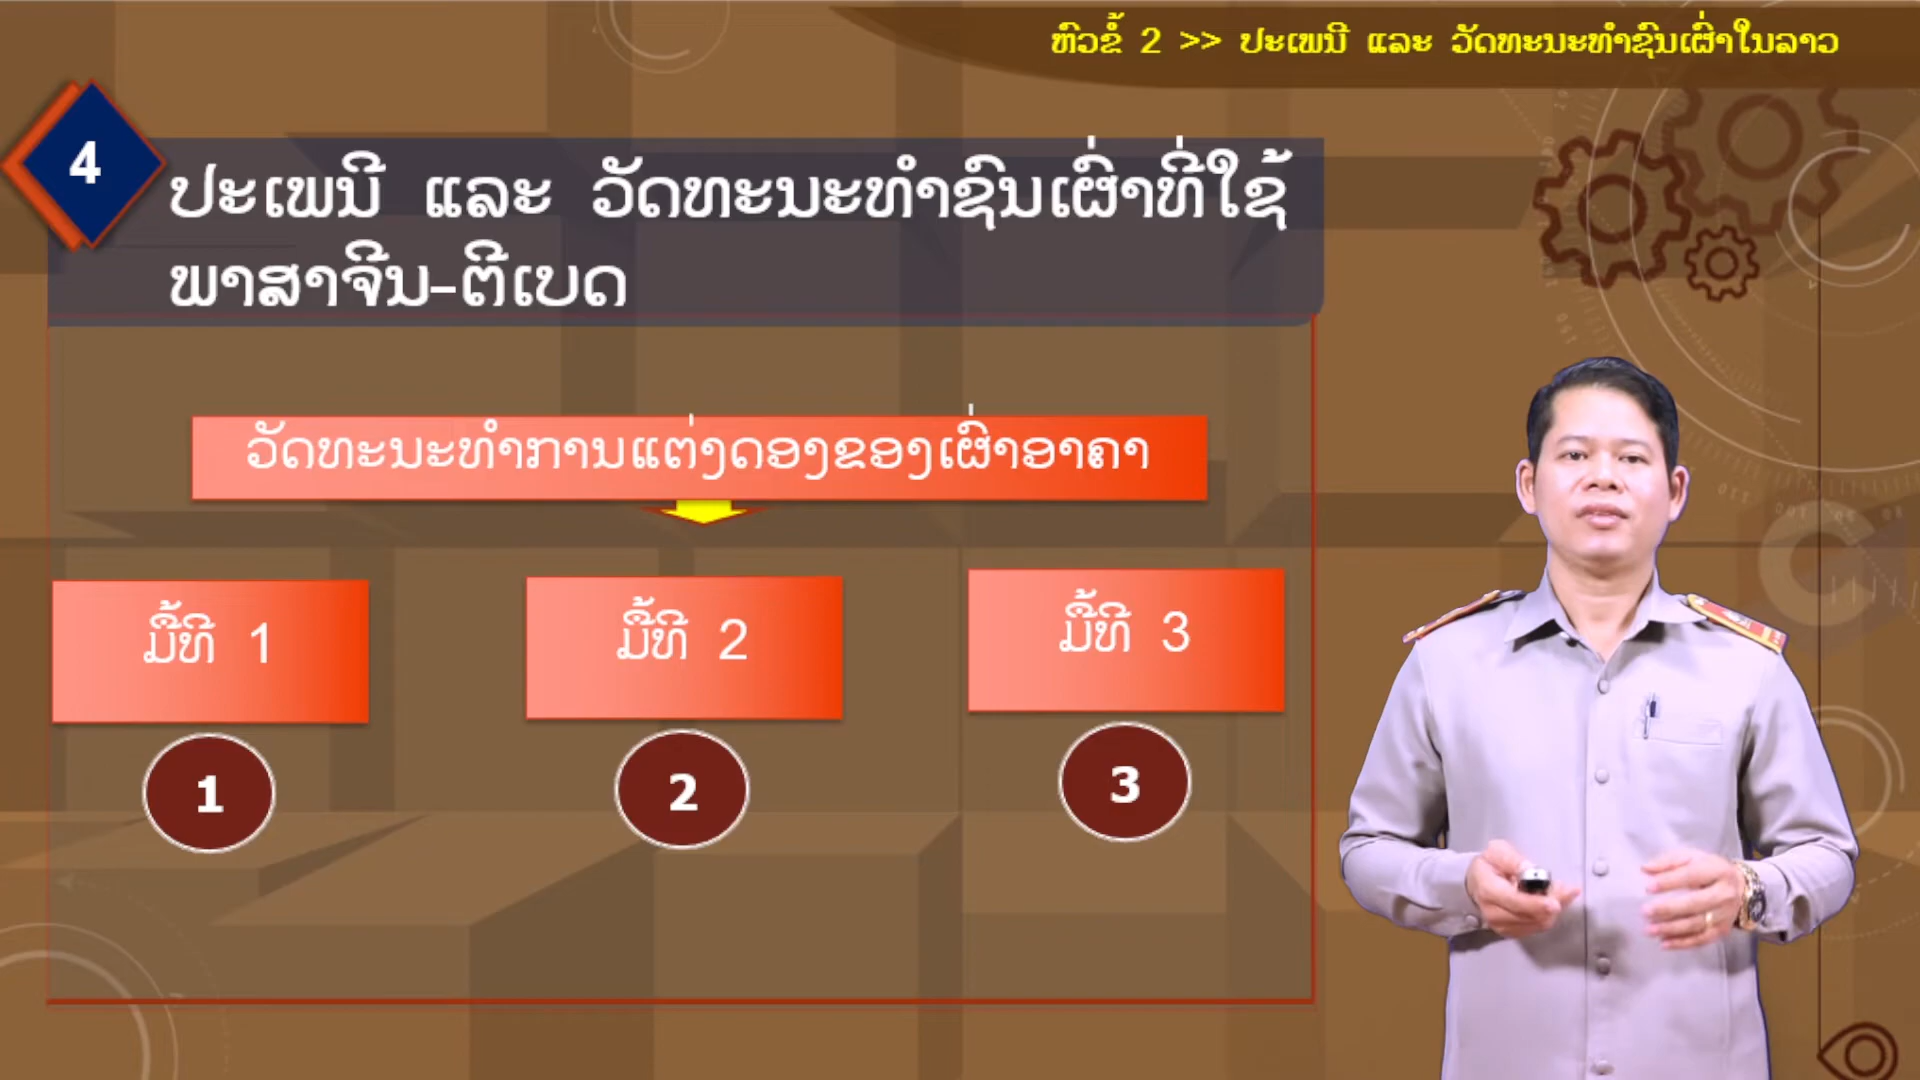 ຫົວຂໍ້ 2 >> ປະເພນີ ແລະ ວັດທະນະທໍາຊົນເຜົ່າໃນລາວ
4
ປະເພນີ ແລະ ວັດທະນະທໍາຊົນເຜົ່າທີ່ໃຊ້
ພາສາຈີນ-ຕີເບດ
ວັດທະນະທໍາການແຕ່ງດອງຂອງເຜົ່າອາຄາ
ມື້ທີ 1
ມື້ທີ 2
ມື້ທີ 3
1
2
3